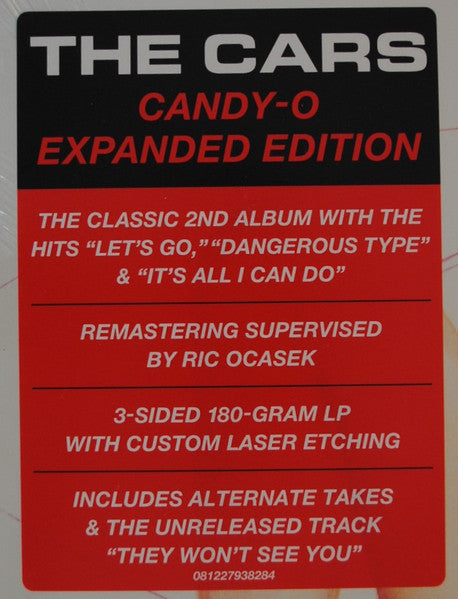 THE CARS
CANDY-O
EXPANDED EDITION
THE CLASSIC 2ND ALBUM WITH THE
HITS “LET’S GO,” “DANGEROUS TYPE”
& “IT’S ALL I CAN DO”
REMASTERING SUPERVISED
BY RIC OCASEK
3-SIDED 180-GRAM LP
WITH CUSTOM LASER ETCHING
INCLUDES ALTERNATE TAKES
& THE UNRELEASED TRACK
“THEY WON’T SEE YOU”
081227938284